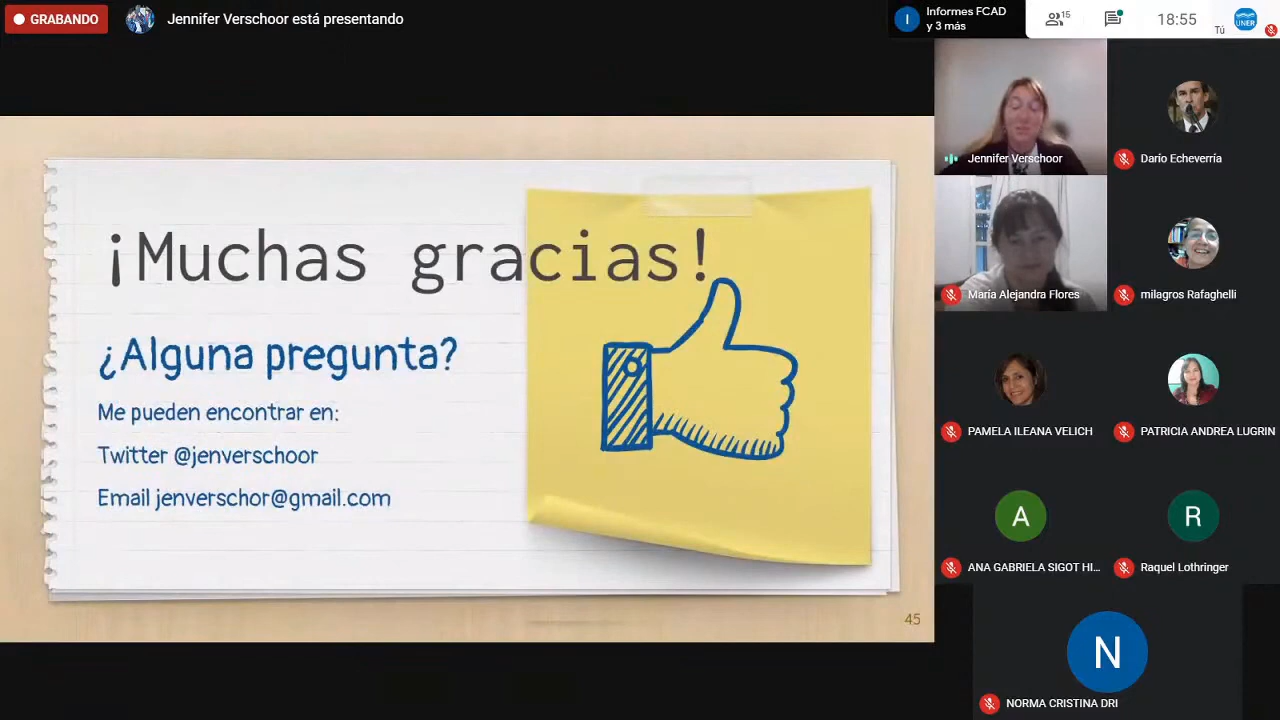 GRABANDO
Jennifer Verschoor está presentando
I
Informes FCAD
y 3 más
15
18:55
Tú
UNER
¡Muchas gracias!
¿Alguna pregunta?
Me pueden encontrar en:
Twitter @jenverschoor
Email jenverschor@gmail.com
45
Jennifer Verschoor
Darío Echeverría
María Alejandra Flores
milagros Rafaghelli
PAMELA ILEANA VELICH
PATRICIA ANDREA LUGRIN
A
ANA GABRIELA SIGOT HI...
R
Raquel Lothringer
N
NORMA CRISTINA DRI